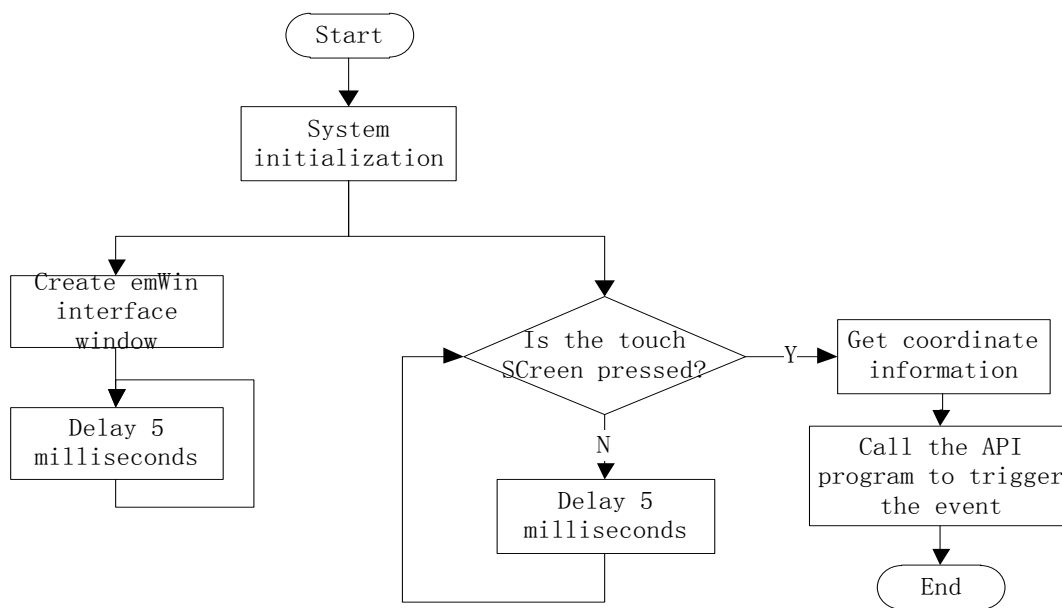 Start
System
initialization
Create emWin
interface
window
Delay 5
milliseconds
Is the touch
SCreen pressed?
Y
N
Delay 5
milliseconds
Get coordinate
information
Call the API
program to trigger
the event
End